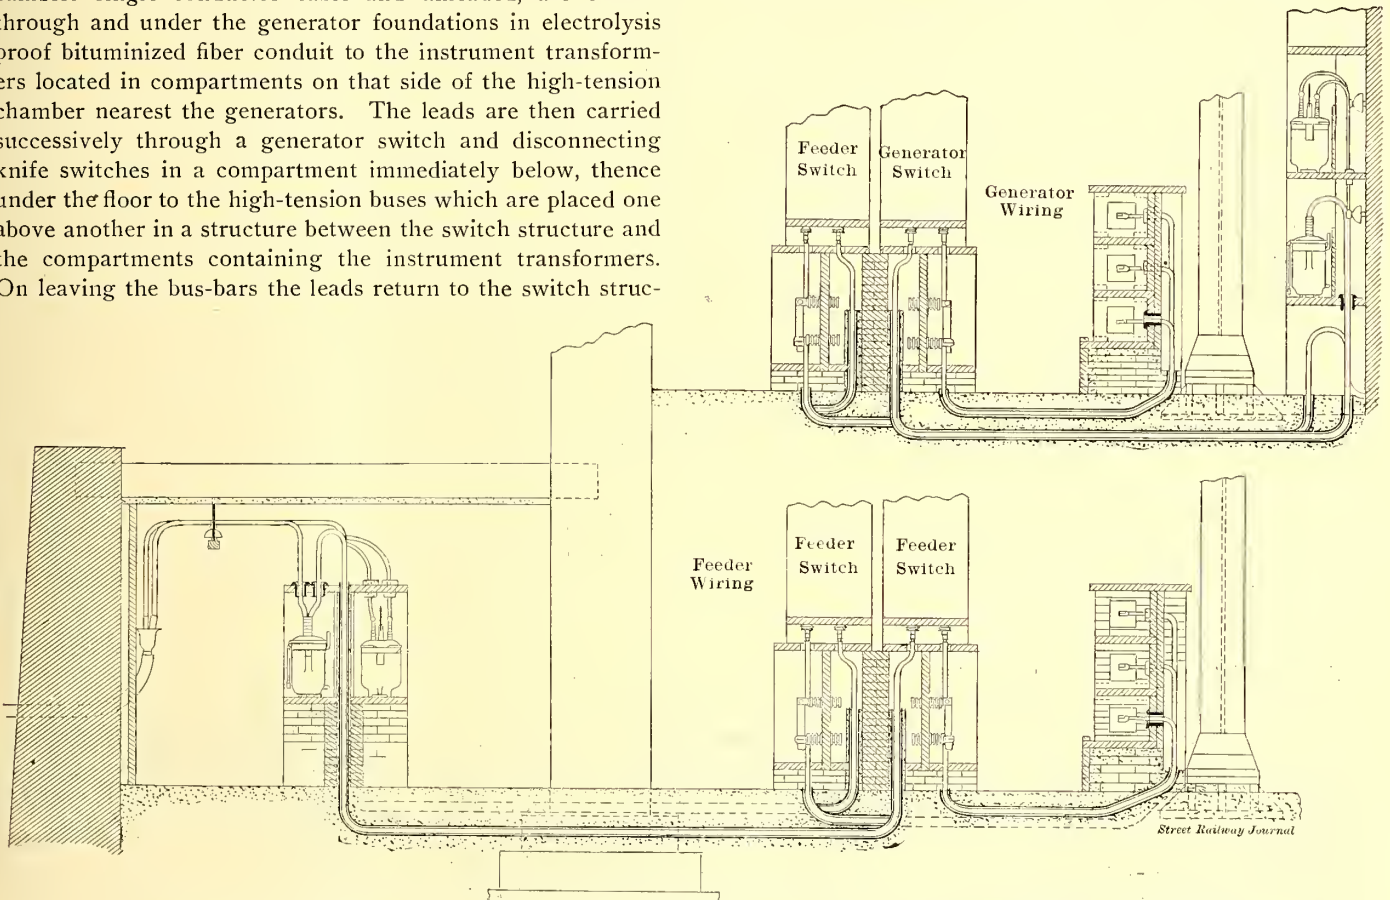 through and under the generator foundations in electrolysis
proof bituminized fiber conduit to the instrument transform-
ers located in compartments on that side of the high-tension
chamber nearest the generators. The leads are then carried
successively through a generator switch and disconnecting
knife switches in a compartment immediately below, thence
under the floor to the high-tension buses which are placed one
above another in a structure between the switch structure and
the compartments containing the instrument transformers.
On leaving the bus-bars the leads return to the switch struc-
Feeder
Switch
Generator
Switch
Generator
Wiring
Feeder
Wiring
Feeder
Switch
Feeder
Switch
Street Railway Journal